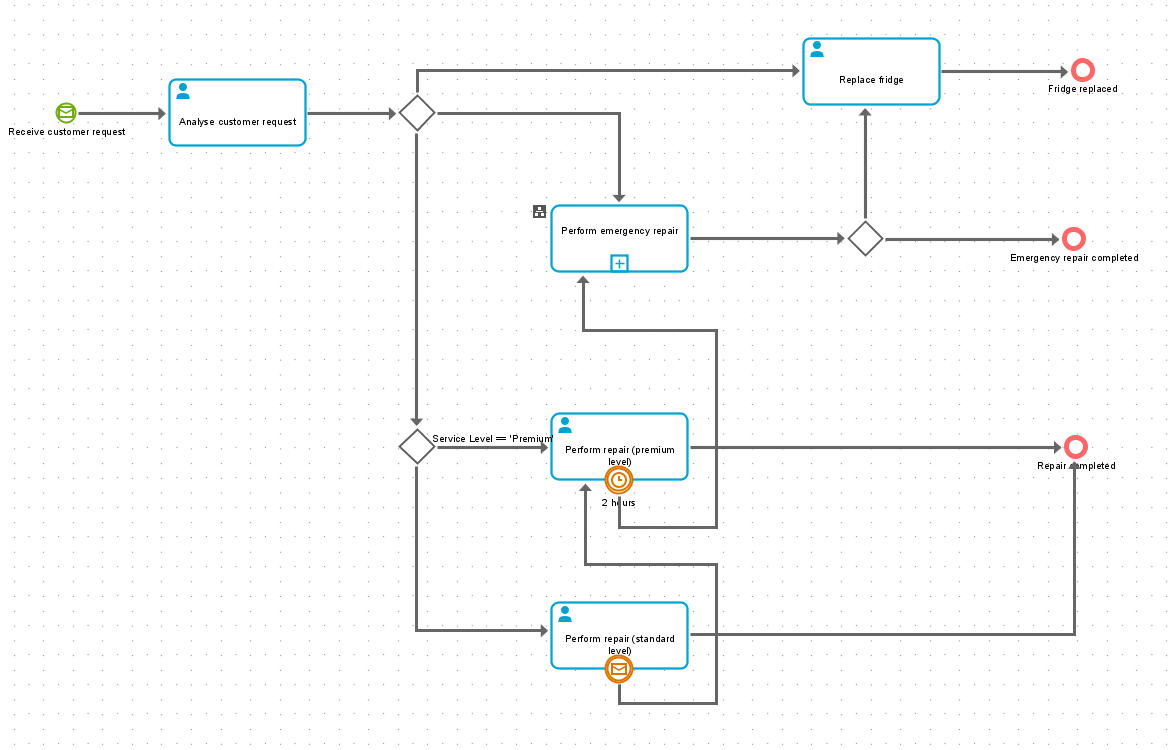 Replace fridge
Fridge replaced
Analyse customer request
Receive customer request
Perform emergency repair
Emergency repair completed
Service Level == 'Premium'
Perform repair (premium
level)
Repair completed
2 hours
Perform repair (standard
level)